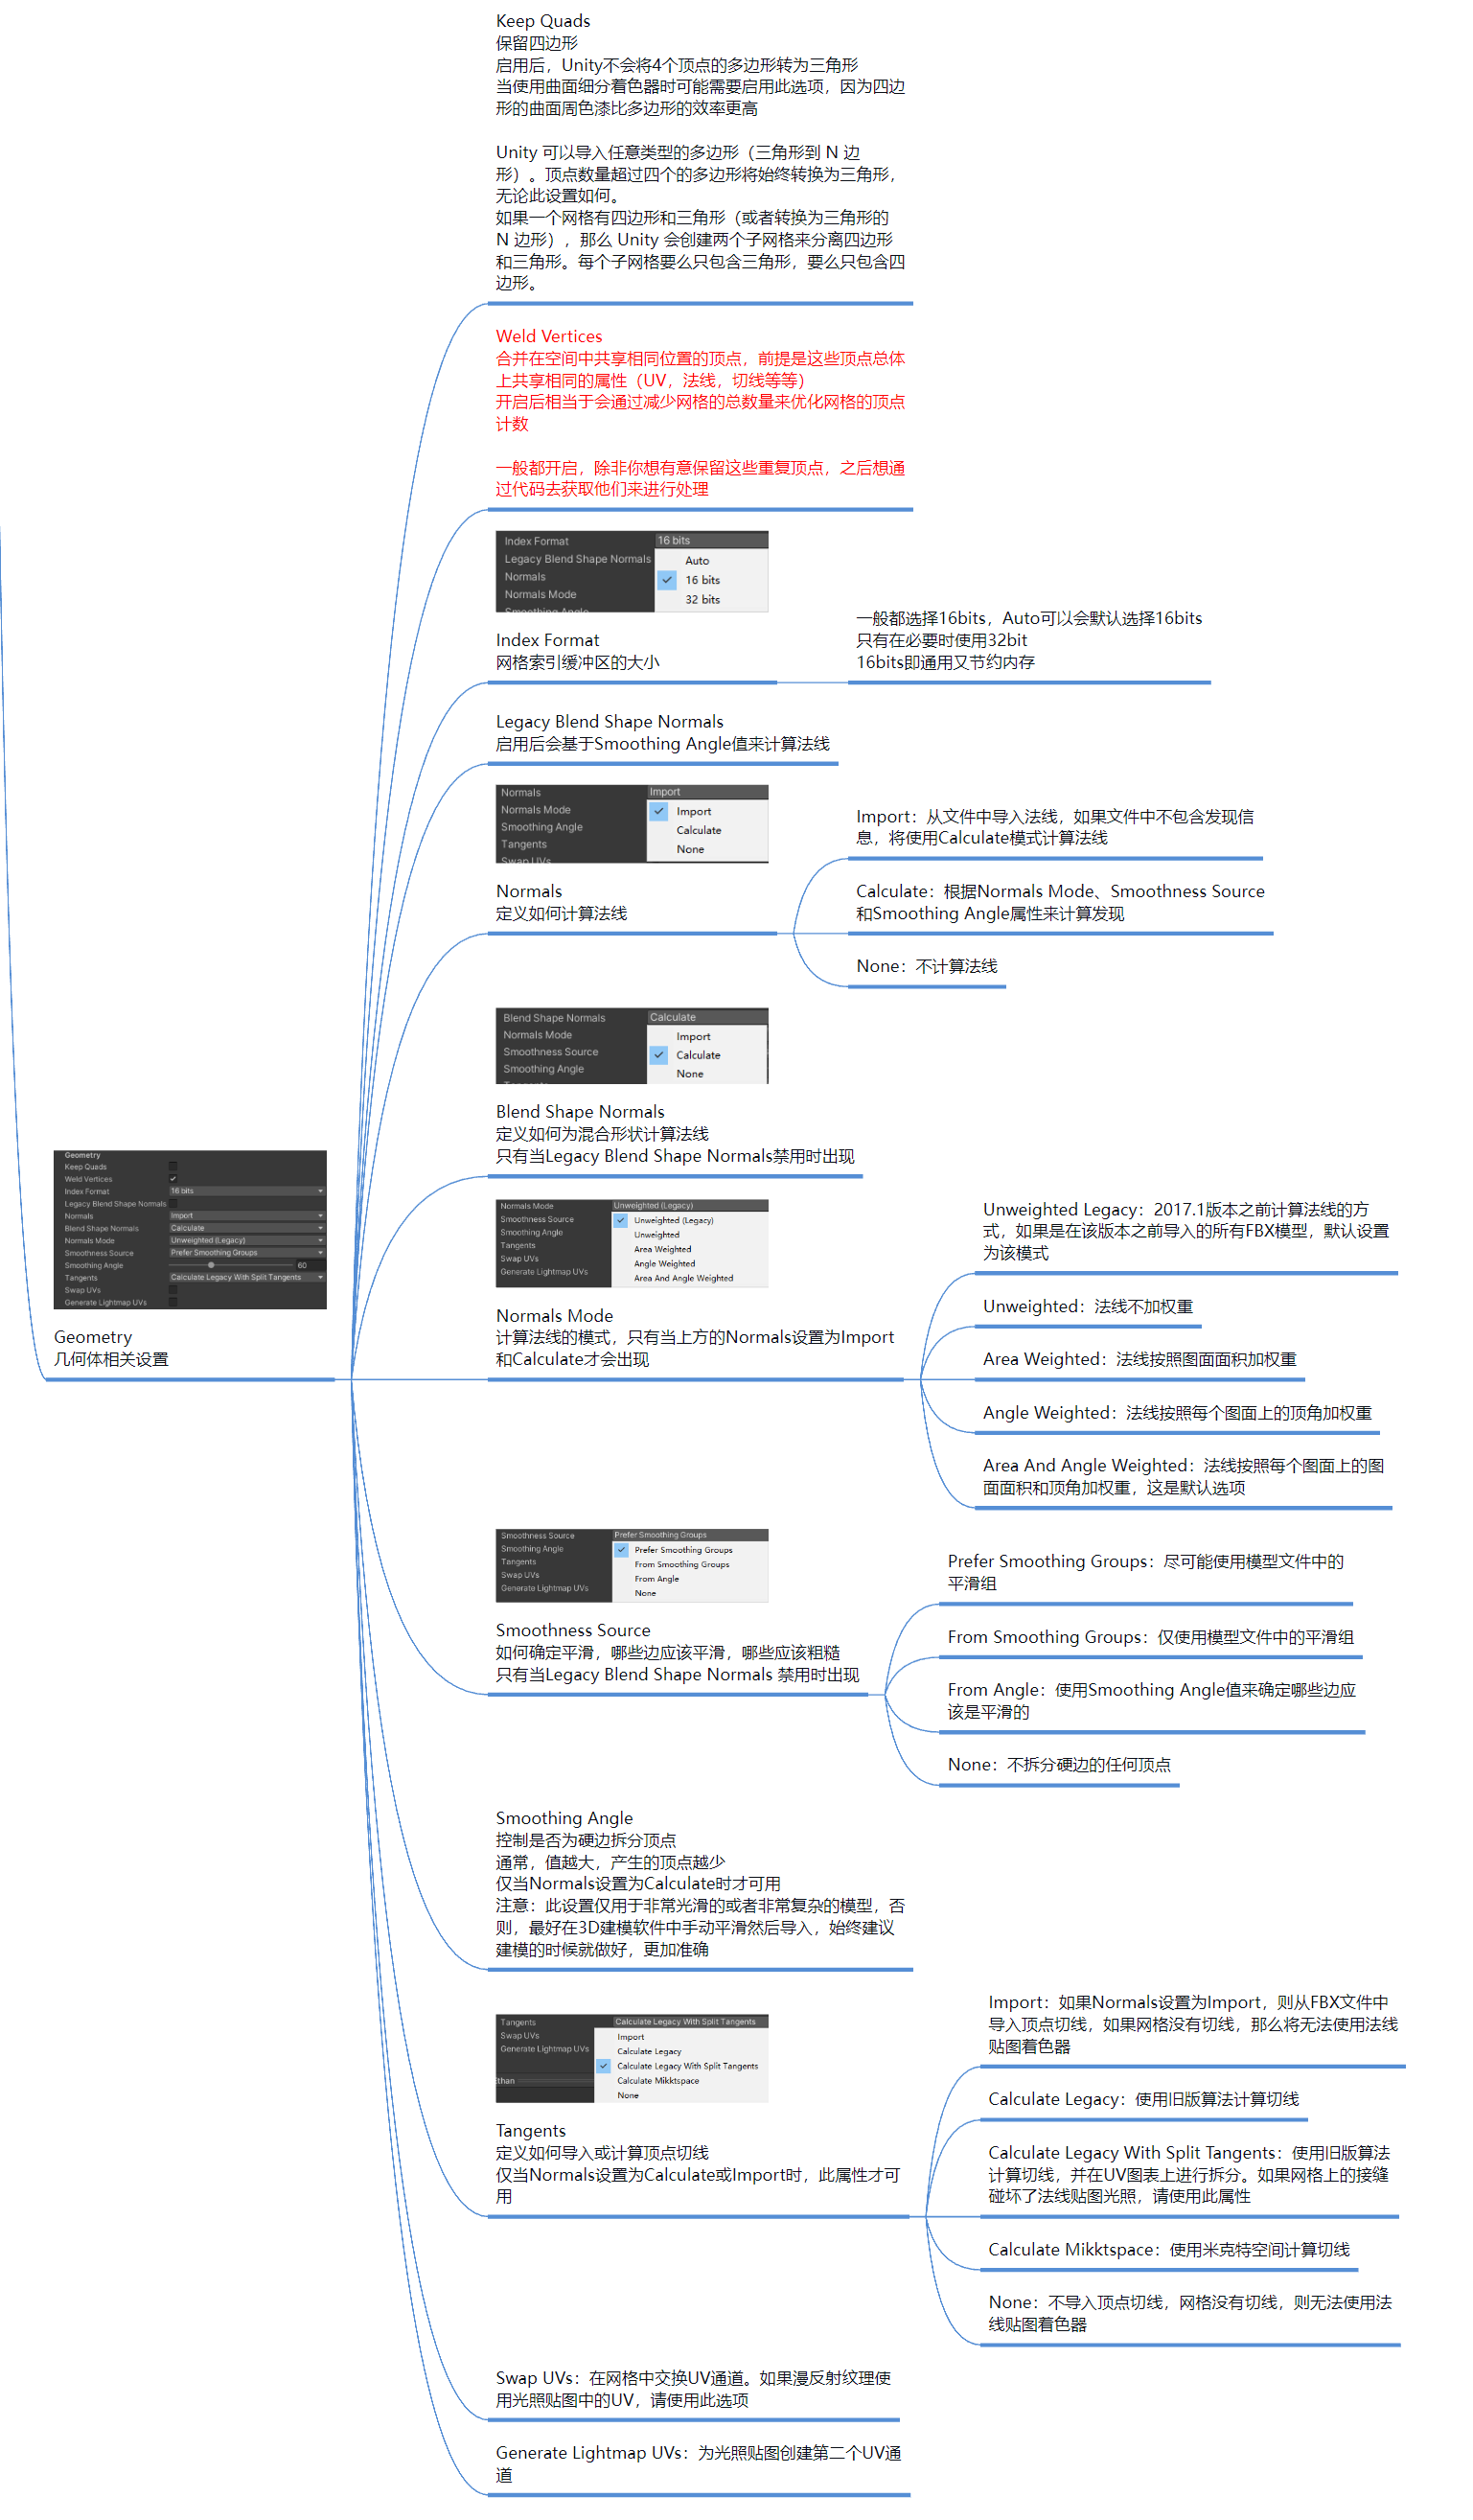 Keep Quads
保留四边形
启用后，Unity不会将4个顶点的多边形转为三角形
当使用曲面细分着色器时可能需要启用此选项，因为四边
形的曲面周色漆比多边形的效率更高
Unity 可以导入任意类型的多边形（三角形到 N 边
形）。顶点数量超过四个的多边形将始终转换为三角形，
无论此设置如何。
如果一个网格有四边形和三角形（或者转换为三角形的
N 边形），那么 Unity 会创建两个子网格来分离四边形
和三角形。每个子网格要么只包含三角形，要么只包含四
边形。
Weld Vertices
合并在空间中共享相同位置的顶点，前提是这些顶点总体
上共享相同的属性（UV，法线，切线等等）
开启后相当于会通过减少网格的总数量来优化网格的顶点
计数
一般都开启，除非你想有意保留这些重复顶点，之后想通
过代码去获取他们来进行处理
Index Format 16 bits
Legacy Blend Shape Normals Auto
Normals 16 bits
Normals Mode 32 bits
Smoothing Angle
Index Format
网格索引缓冲区的大小
一般都选择16bits，Auto可以会默认选择16bits
只有在必要时使用32bit
16bits即通用又节约内存
Legacy Blend Shape Normals
启用后会基于Smoothing Angle值来计算法线
Normals Import
Normals Mode Import
Smoothing Angle Calculate
Tangents None
Swap UVs
Normals
定义如何计算法线
Import：从文件中导入法线，如果文件中不包含发现信
息，将使用Calculate模式计算法线
Calculate：根据Normals Mode、Smoothness Source
和Smoothing Angle属性来计算发现
None：不计算法线
Blend Shape Normals Calculate
Normals Mode Import
Smoothness Source Calculate
Smoothing Angle None
Tangents
Blend Shape Normals
定义如何为混合形状计算法线
只有当Legacy Blend Shape Normals禁用时出现
Geometry
Keep Quads
Weld Vertices
Index Format 16 bits
Legacy Blend Shape Normals
Normals Import
Blend Shape Normals Calculate
Normals Mode Unweighted (Legacy)
Smoothness Source Prefer Smoothing Groups
Smoothing Angle 60
Tangents Calculate Legacy With Split Tangents
Swap UVs
Generate Lightmap UVs
Geometry
几何体相关设置
Normals Mode Unweighted (Legacy)
Smoothness Source Unweighted (Legacy)
Smoothing Angle Unweighted
Tangents Area Weighted
Swap UVs Angle Weighted
Generate Lightmap UVs Area And Angle Weighted
Normals Mode
计算法线的模式，只有当上方的Normals设置为Import
和Calculate才会出现
Unweighted Legacy：2017.1版本之前计算法线的方
式，如果是在该版本之前导入的所有FBX模型，默认设置
为该模式
Unweighted：法线不加权重
Area Weighted：法线按照图面面积加权重
Angle Weighted：法线按照每个图面上的顶角加权重
Area And Angle Weighted：法线按照每个图面上的图
面面积和顶角加权重，这是默认选项
Smoothness Source Prefer Smoothing Groups
Smoothing Angle Prefer Smoothing Groups
Tangents From Smoothing Groups
Swap UVs From Angle
Generate Lightmap UVs None
Smoothness Source
如何确定平滑，哪些边应该平滑，哪些应该粗糙
只有当Legacy Blend Shape Normals 禁用时出现
Prefer Smoothing Groups：尽可能使用模型文件中的
平滑组
From Smoothing Groups：仅使用模型文件中的平滑组
From Angle：使用Smoothing Angle值来确定哪些边应
该是平滑的
None：不拆分硬边的任何顶点
Smoothing Angle
控制是否为硬边拆分顶点
通常，值越大，产生的顶点越少
仅当Normals设置为Calculate时才可用
注意：此设置仅用于非常光滑的或者非常复杂的模型，否
则，最好在3D建模软件中手动平滑然后导入，始终建议
建模的时候就做好，更加准确
Tangents Calculate Legacy With Split Tangents
Swap UVs Import
Generate Lightmap UVs Calculate Legacy
Calculate Legacy With Split Tangents
Ethan Calculate Mikktspace
None
Tangents
定义如何导入或计算顶点切线
仅当Normals设置为Calculate或Import时，此属性才可
用
Import：如果Normals设置为Import，则从FBX文件中
导入顶点切线，如果网格没有切线，那么将无法使用法线
贴图着色器
Calculate Legacy：使用旧版算法计算切线
Calculate Legacy With Split Tangents：使用旧版算法
计算切线，并在UV图表上进行拆分。如果网格上的接缝
碰坏了法线贴图光照，请使用此属性
Calculate Mikktspace：使用米克特空间计算切线
None：不导入顶点切线，网格没有切线，则无法使用法
线贴图着色器
Swap UVs：在网格中交换UV通道。如果漫反射纹理使
用光照贴图中的UV，请使用此选项
Generate Lightmap UVs：为光照贴图创建第二个UV通
道